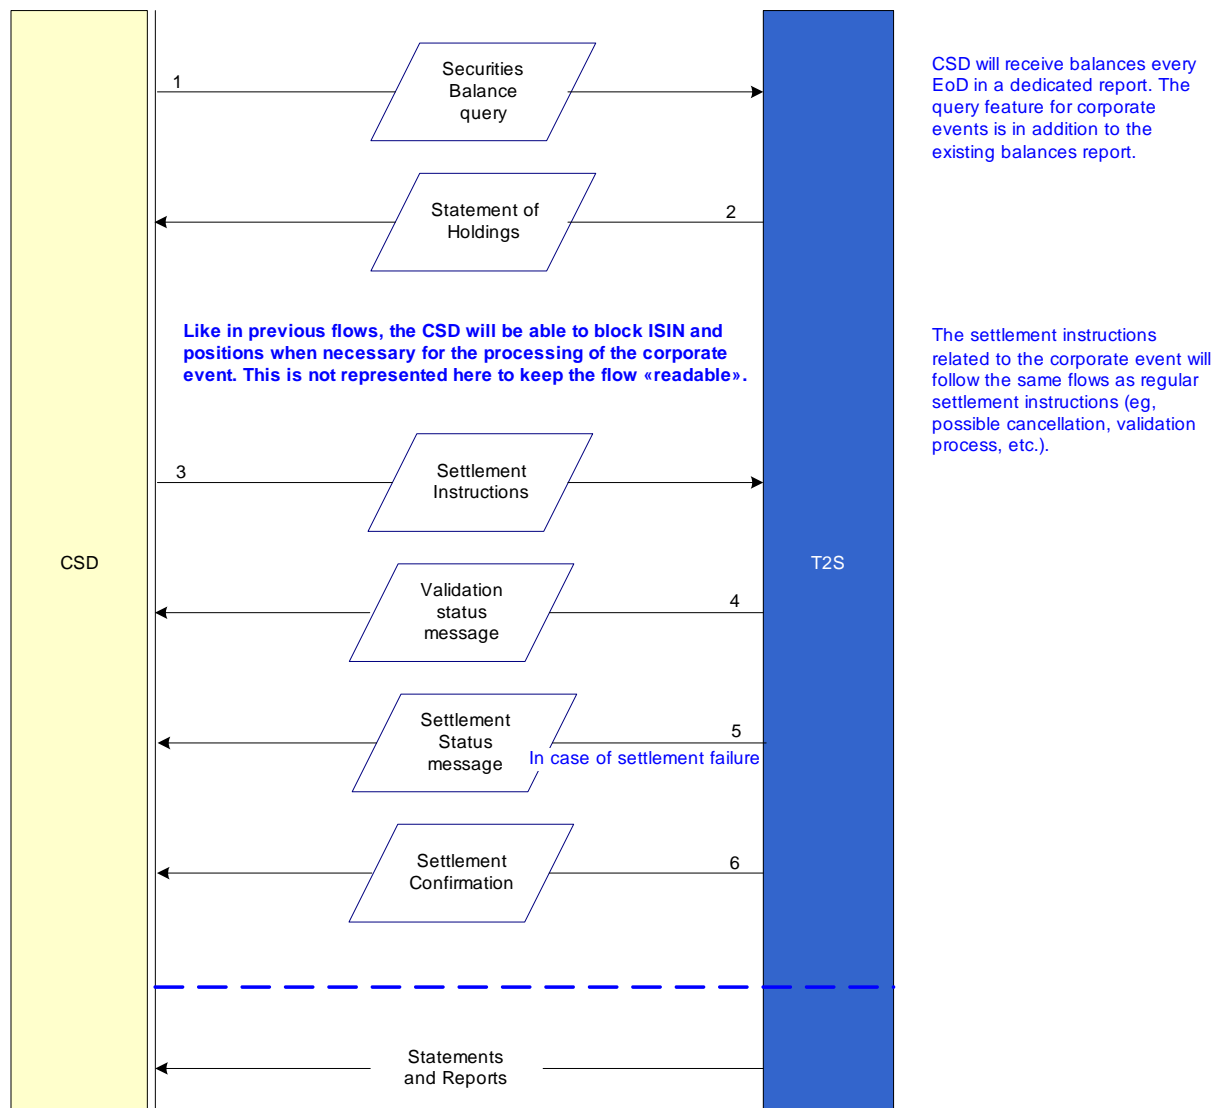 1
Securities
Balance
query
CSD will receive balances every
EoD in a dedicated report. The
query feature for corporate
events is in addition to the
existing balances report.
Statement of
Holdings
2
Like in previous flows, the CSD will be able to block ISIN and
positions when necessary for the processing of the corporate
event. This is not represented here to keep the flow «readable».
The settlement instructions
related to the corporate event will
follow the same flows as regular
settlement instructions (eg,
possible cancellation, validation
process, etc.).
3
Settlement
Instructions
CSD
T2S
Validation
status
message
4
Settlement
Status
message
5
In case of settlement failure
Settlement
Confirmation
6
Statements
and Reports